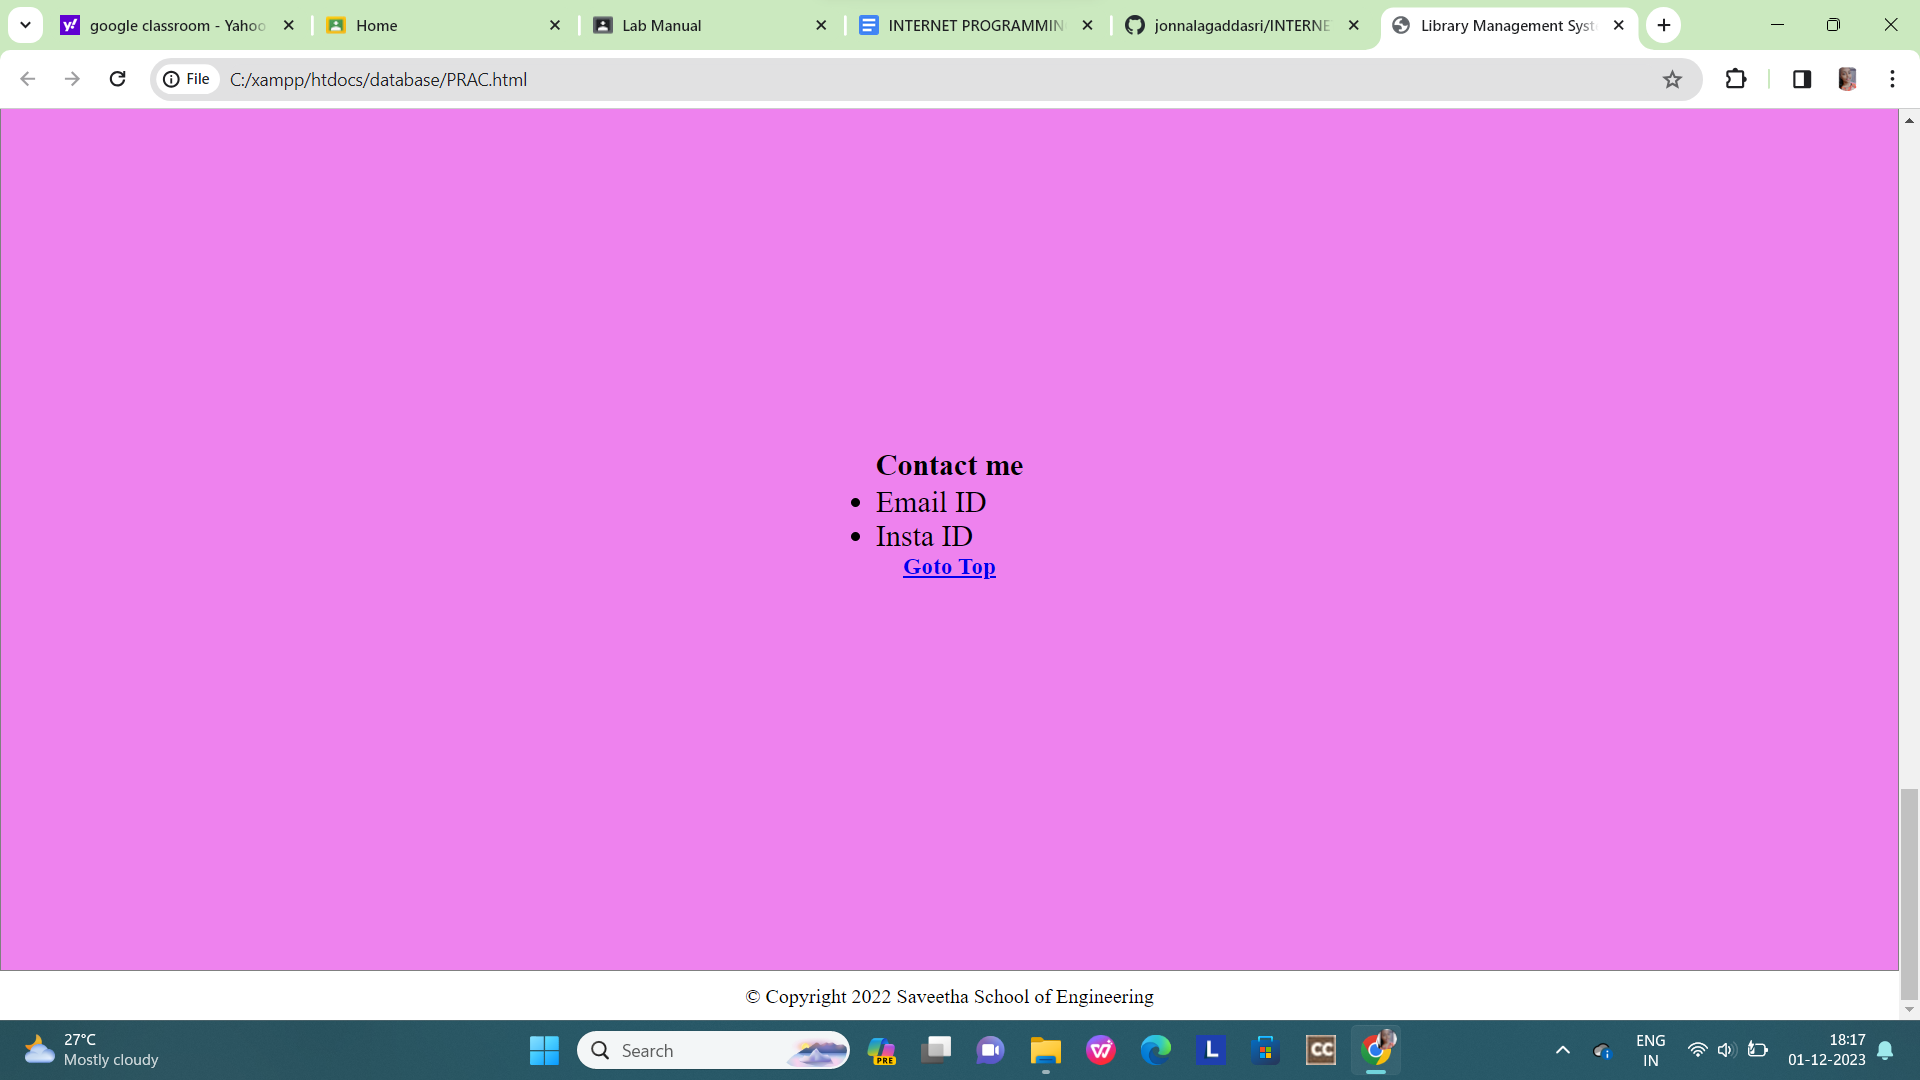 google classroom - Yahoo
Home
Lab Manual
INTERNET PROGRAMMIN
jonnalagaddasri/INTERNE
Library Management Syst
File
C:/xampp/htdocs/database/PRAC.html
Contact me
• Email ID
• Insta ID
Goto Top
© Copyright 2022 Saveetha School of Engineering
27°C
Mostly cloudy
Search
PRE
L
CC
ENG
IN
18:17
01-12-2023